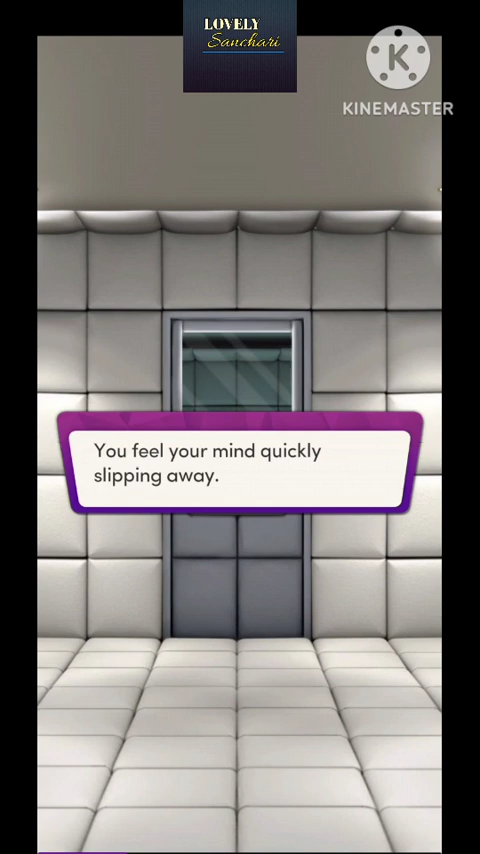 LOVELY
Sanchari
KINEMASTER
You feel your mind quickly
slipping away.